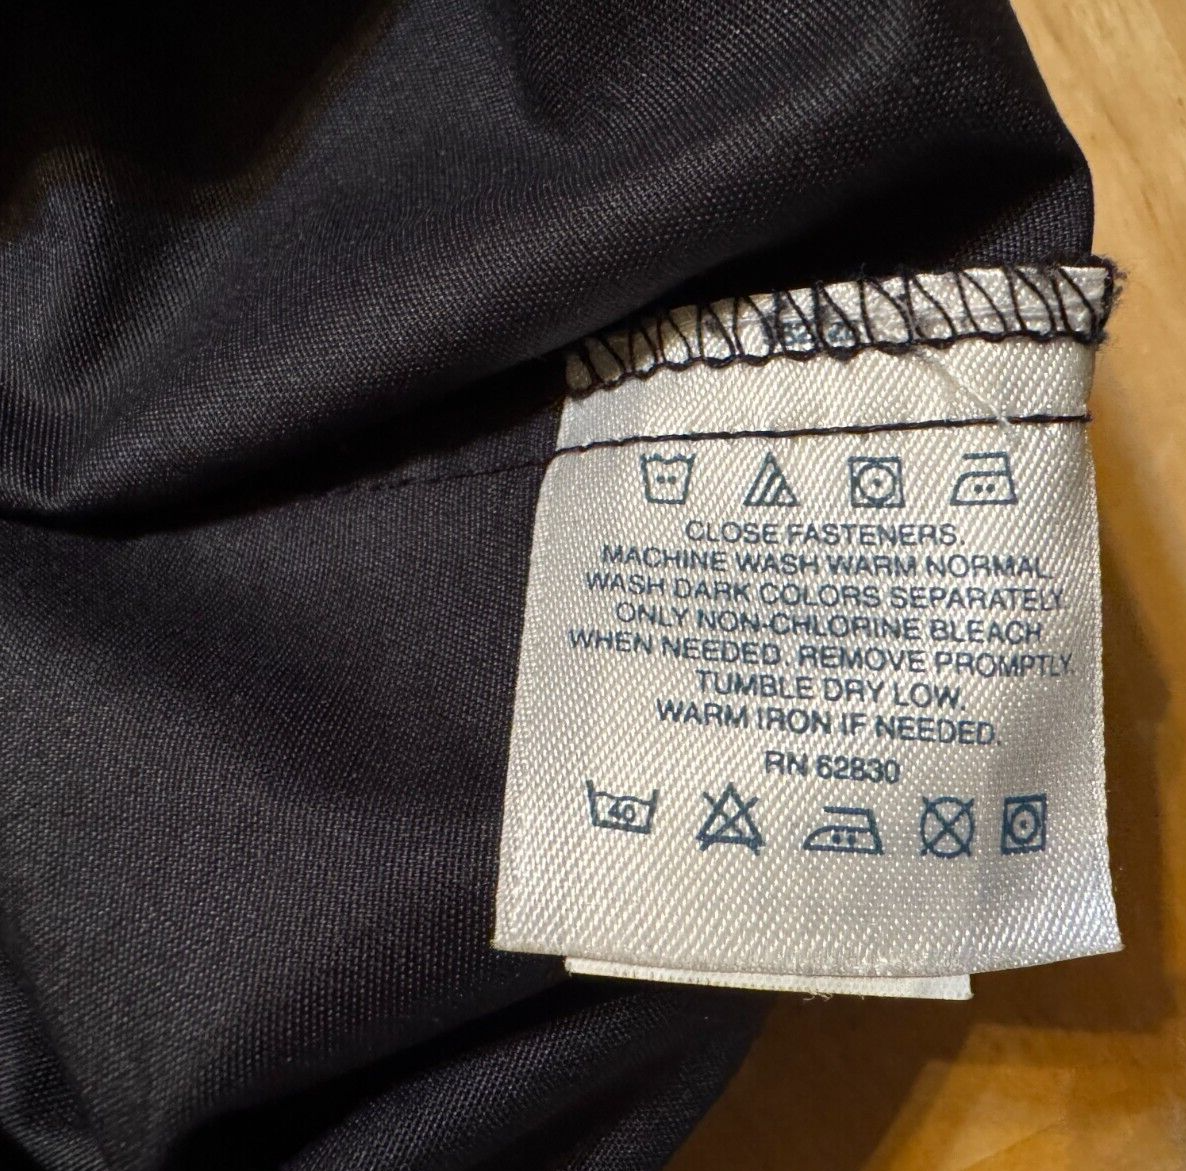 CLOSE FASTENERS.
MACHINE WASH WARM NORMAL
WASH DARK COLORS SEPARATELY.
ONLY NON-CHLORINE BLEACH
WHEN NEEDED. REMOVE PROMPTLY.
TUMBLE DRY LOW.
WARM IRON IF NEEDED.
RN 62830
40